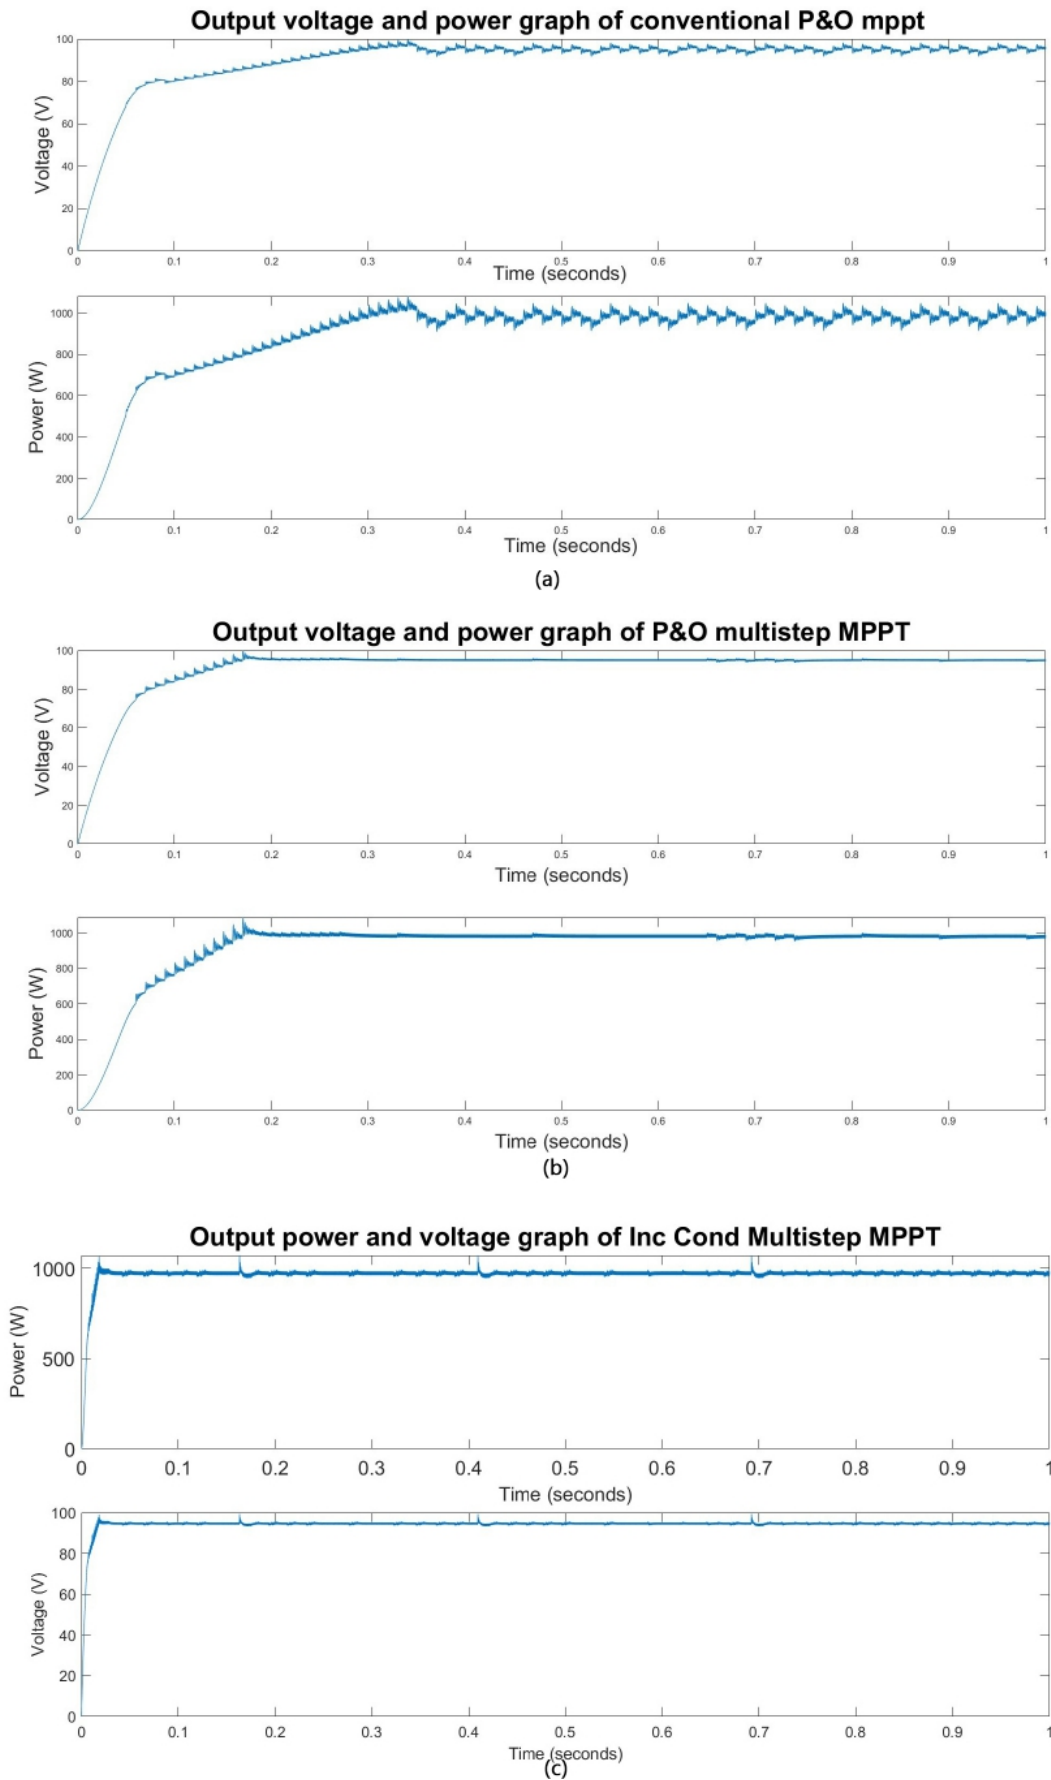 Output voltage and power graph of conventional P&O mppt
Voltage (V)
100
80
60
40
20
0
0 0.1 0.2 0.3 0.4 0.5 0.6 0.7 0.8 0.9 1
Time (seconds)
Power (W)
1000
800
600
400
200
0
0 0.1 0.2 0.3 0.4 0.5 0.6 0.7 0.8 0.9 1
Time (seconds)
(a)
Output voltage and power graph of P&O multistep MPPT
Voltage (V)
100
80
60
40
20
0
0 0.1 0.2 0.3 0.4 0.5 0.6 0.7 0.8 0.9 1
Time (seconds)
Power (W)
1000
800
600
400
200
0
0 0.1 0.2 0.3 0.4 0.5 0.6 0.7 0.8 0.9 1
Time (seconds)
(b)
Output power and voltage graph of Inc Cond Multistep MPPT
Power (W)
1000
500
0
0 0.1 0.2 0.3 0.4 0.5 0.6 0.7 0.8 0.9 1
Time (seconds)
Voltage (V)
100
80
60
40
20
0
0 0.1 0.2 0.3 0.4 0.5 0.6 0.7 0.8 0.9 1
Time (seconds)
(c)